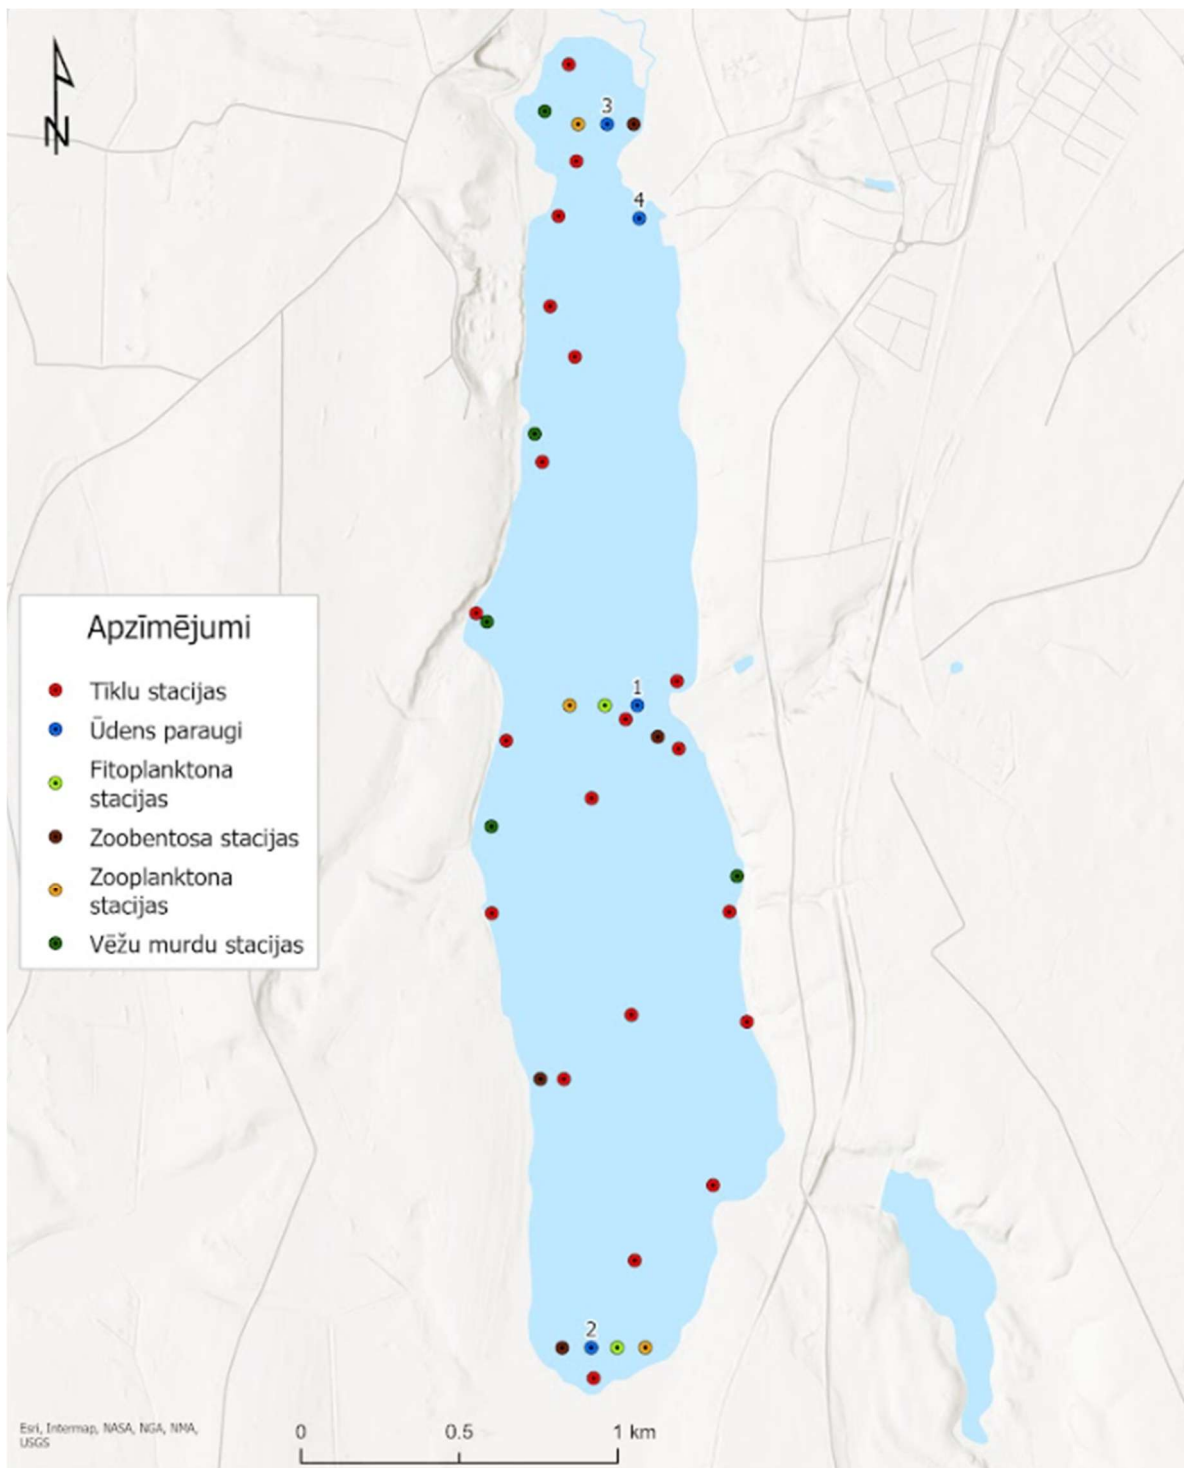 N
3
4
Apzīmējumi
Tīklu stacijas
Ūdens paraugi
Fitoplanktona
stacijas
Zoobentosa stacijas
Zooplanktona
stacijas
Vēžu murdu stacijas
1
2
Esri, Intermap, NASA, NGA, NMA,
USGS
0 0.5 1 km